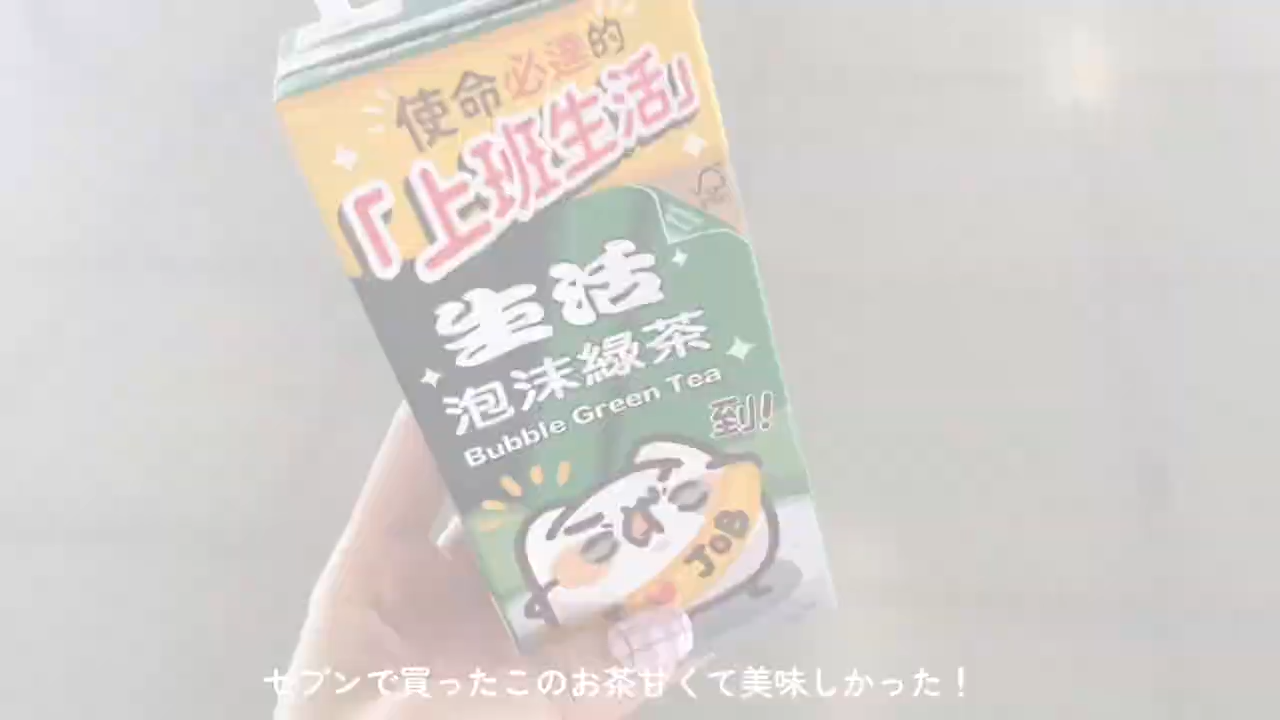 使命必達的
「上班生活」
生活
泡沫綠茶
Bubble Green Tea
到!
JOB
セブンで買ったこのお茶甘くて美味しかった！